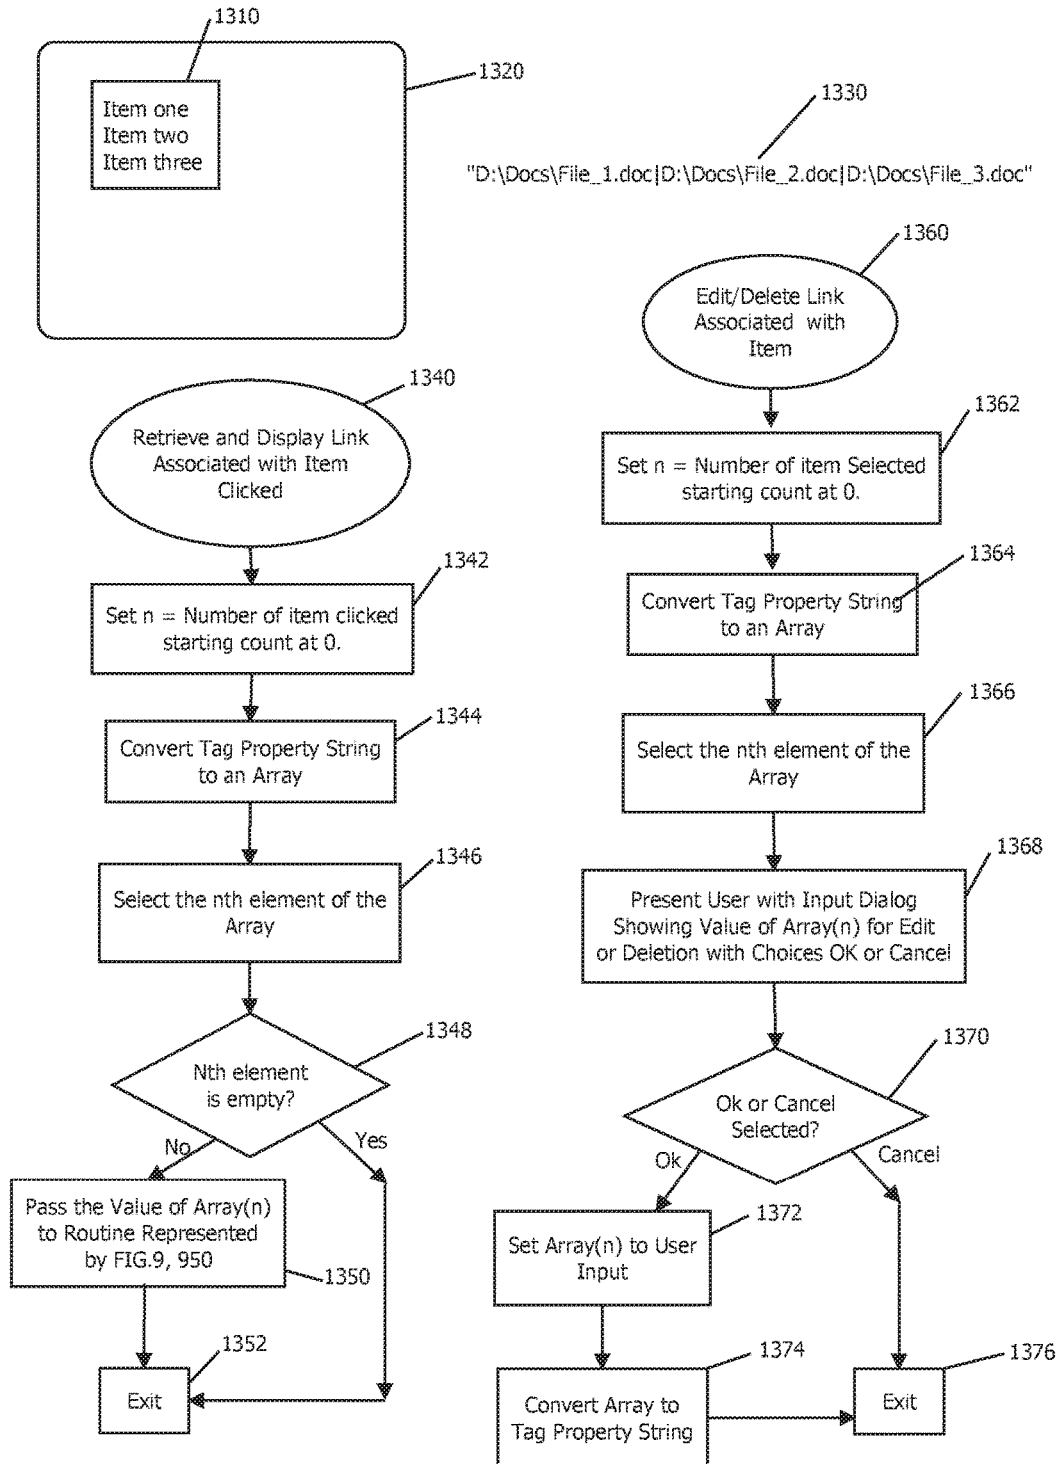 1310
1320
Item one
Item two
Item three
1330
"D:\Docs\File_1.doc|D:\Docs\File_2.doc|D:\Docs\File_3.doc"
1340
Retrieve and Display Link
Associated with Item
Clicked
1342
Set n = Number of item clicked
starting count at 0.
1344
Convert Tag Property String
to an Array
1346
Select the nth element of the
Array
1348
Nth element
is empty?
No
Yes
Pass the Value of Array(n)
to Routine Represented
by FIG.9, 950
1350
1352
Exit
1360
Edit/Delete Link
Associated with
Item
1362
Set n = Number of item Selected
starting count at 0.
1364
Convert Tag Property String
to an Array
1366
Select the nth element of the
Array
1368
Present User with Input Dialog
Showing Value of Array(n) for Edit
or Deletion with Choices OK or Cancel
1370
Ok or Cancel
Selected?
Ok
Cancel
1372
Set Array(n) to User
Input
1374
Convert Array to
Tag Property String
1376
Exit